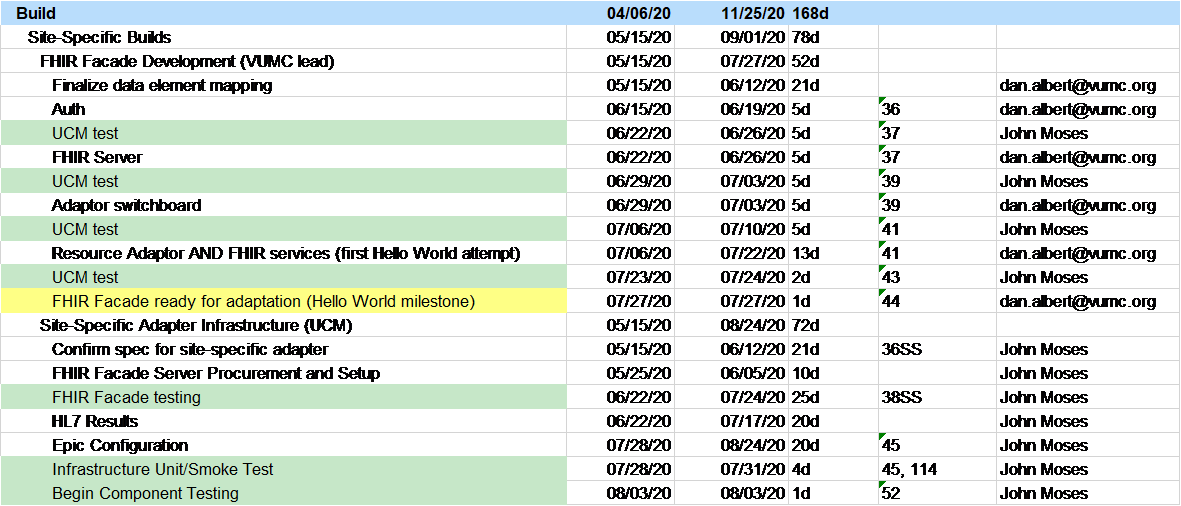 Build 04/06/20 11/25/20 168d
Site-Specific Builds 05/15/20 09/01/20 78d
FHIR Facade Development (VUMC lead) 05/15/20 07/27/20 52d
Finalize data element mapping 05/15/20 06/12/20 21d dan.albert@vumc.org
Auth 06/15/20 06/19/20 5d 36 dan.albert@vumc.org
UCM test 06/22/20 06/26/20 5d 37 John Moses
FHIR Server 06/22/20 06/26/20 5d 37 dan.albert@vumc.org
UCM test 06/29/20 07/03/20 5d 39 John Moses
Adaptor switchboard 06/29/20 07/03/20 5d 39 dan.albert@vumc.org
UCM test 07/06/20 07/10/20 5d 41 John Moses
Resource Adaptor AND FHIR services (first Hello World attempt) 07/06/20 07/22/20 13d 41 dan.albert@vumc.org
UCM test 07/23/20 07/24/20 2d 43 John Moses
FHIR Facade ready for adaptation (Hello World milestone) 07/27/20 07/27/20 1d 44 dan.albert@vumc.org
Site-Specific Adapter Infrastructure (UCM) 05/15/20 08/24/20 72d
Confirm spec for site-specific adapter 05/15/20 06/12/20 21d 36SS John Moses
FHIR Facade Server Procurement and Setup 05/25/20 06/05/20 10d John Moses
FHIR Facade testing 06/22/20 07/24/20 25d 38SS John Moses
HL7 Results 06/22/20 07/17/20 20d John Moses
Epic Configuration 07/28/20 08/24/20 20d 45 John Moses
Infrastructure Unit/Smoke Test 07/28/20 07/31/20 4d 45, 114 John Moses
Begin Component Testing 08/03/20 08/03/20 1d 52 John Moses